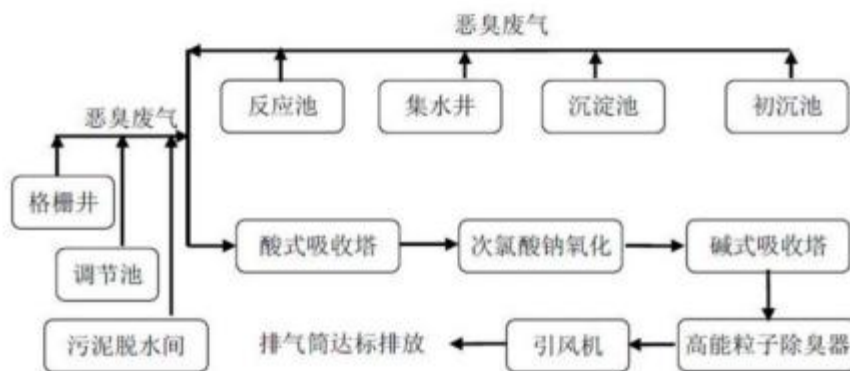 恶臭废气
反应池
集水井
沉淀池
初沉池
恶臭废气
格栅井
调节池
污泥脱水间
酸式吸收塔
次氯酸钠氧化
碱式吸收塔
排气筒达标排放
引风机
高能粒子除臭器